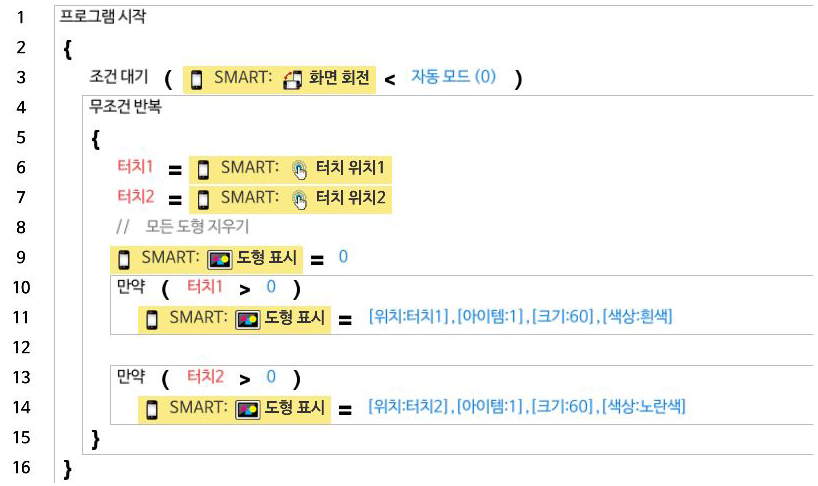 1 프로그램 시작
2 {
3 조건 대기 ( SMART: 화면 회전 < 자동 모드 (0) )
4 무조건 반복
5 {
6 터치1 = SMART: 터치 위치1
7 터치2 = SMART: 터치 위치2
8 // 모든 도형 지우기
9 SMART: 도형 표시 = 0
10 만약 ( 터치1 > 0 )
11 SMART: 도형 표시 = [위치:터치1],[아이템:1],[크기:60],[색상:흰색]
12
13 만약 ( 터치2 > 0 )
14 SMART: 도형 표시 = [위치:터치2],[아이템:1],[크기:60],[색상:노란색]
15 }
16 }